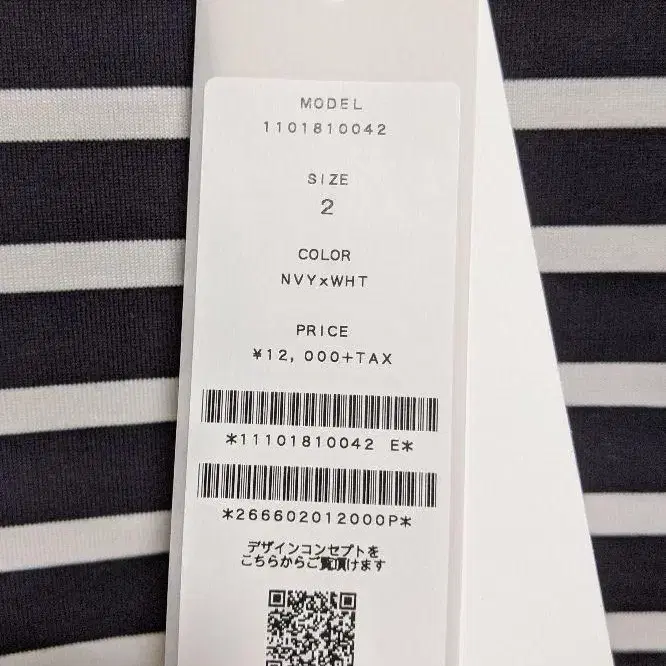 MODEL
1101810042
SIZE
2
COLOR
NVYxWHT
PRICE
¥12, 000+TAX
*11101810042 E*
*266602012000P*
デザインコンセプトを
こちらからご覧頂けます